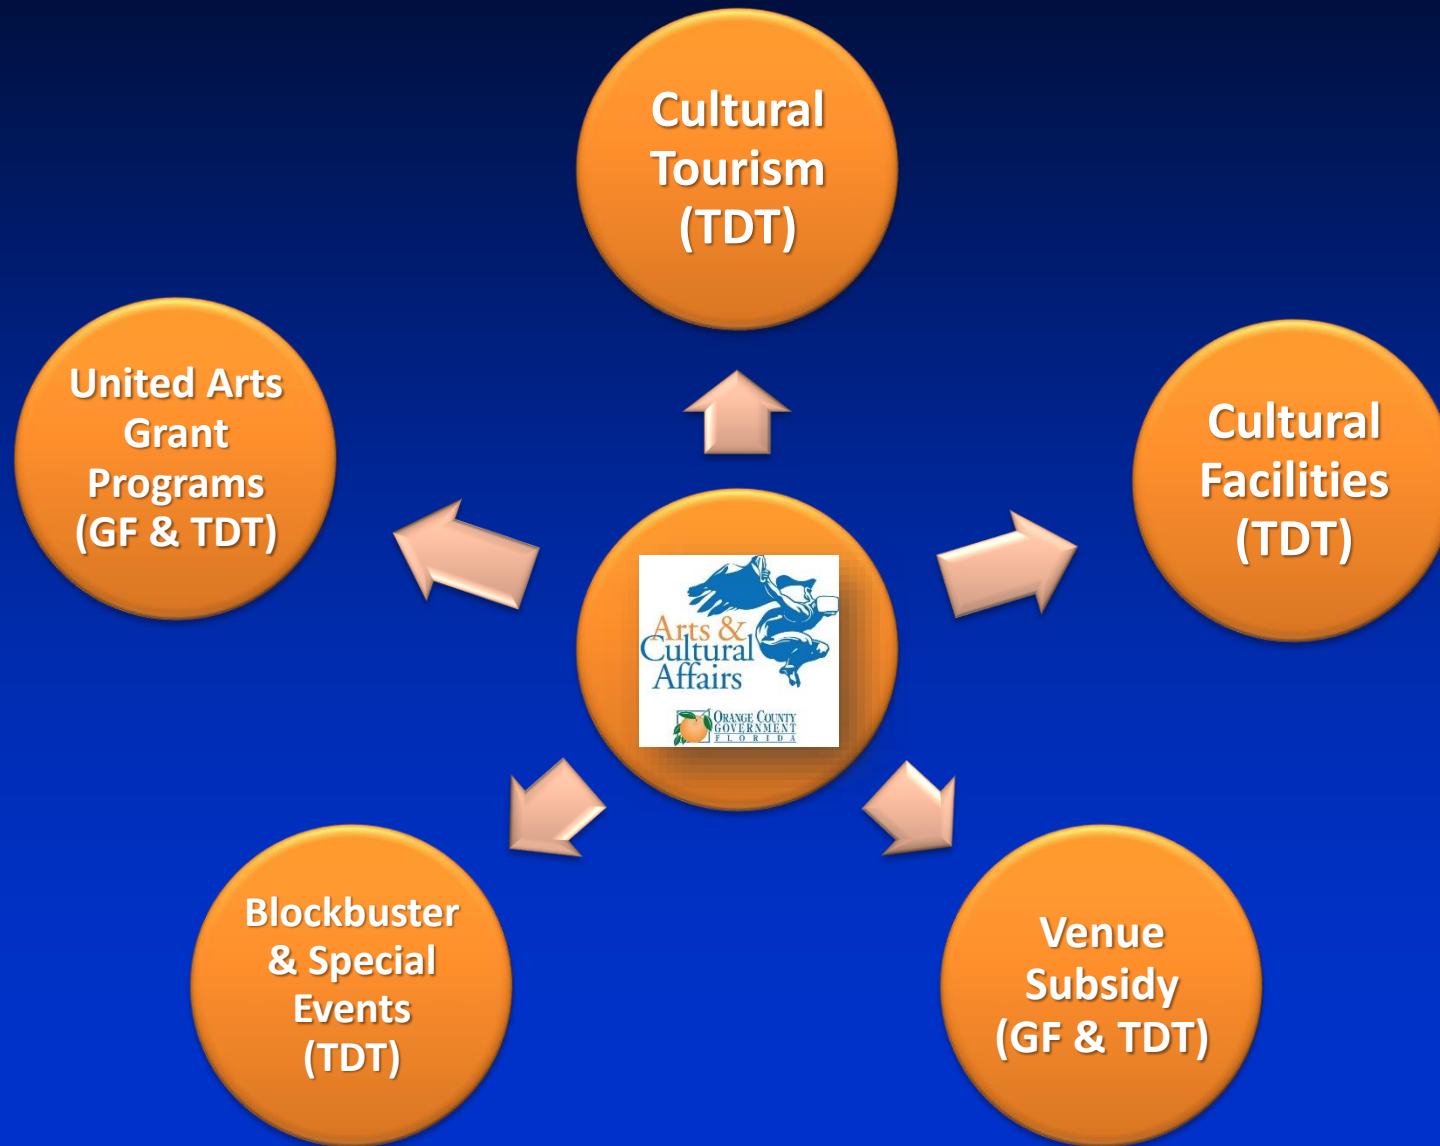 Cultural
Tourism
(TDT)
United Arts
Grant
Programs
(GF & TDT)
Cultural
Facilities
(TDT)
Arts &
Cultural
Affairs
ORANGE COUNTY
GOVERNMENT
FLORIDA
Blockbuster
& Special
Events
(TDT)
Venue
Subsidy
(GF & TDT)